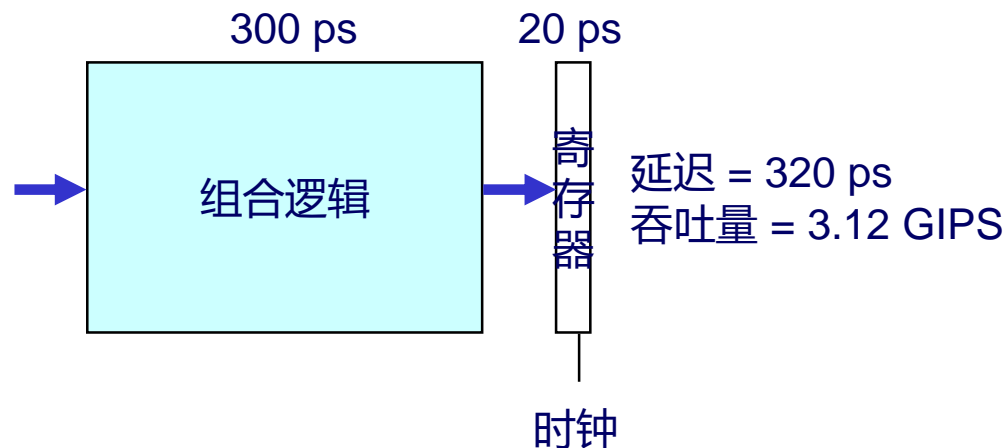 300 ps
20 ps
组合逻辑
寄存器
延迟 = 320 ps
吞吐量 = 3.12 GIPS
时钟